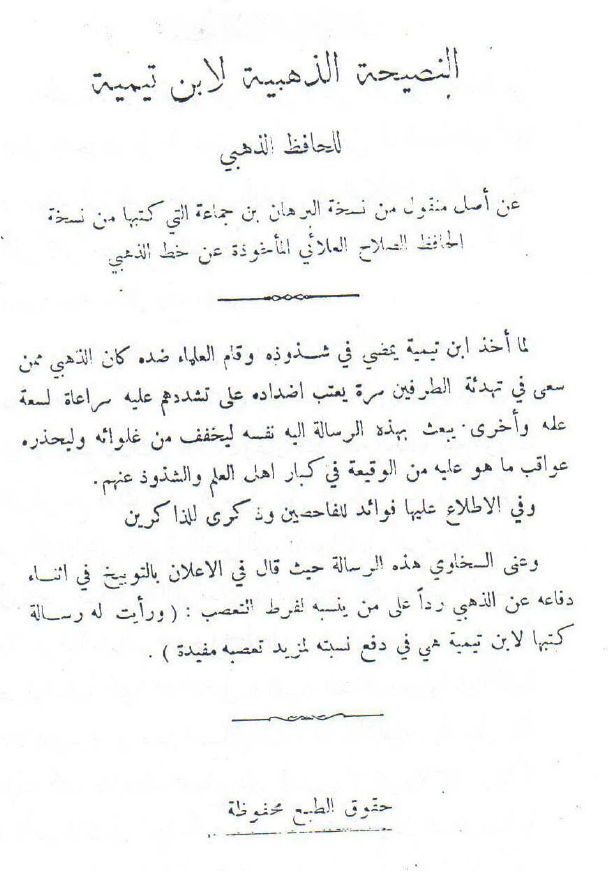 النصيحة الذهبية لابن تيمية
للحافظ الذهبي
عن أصل منقول من نسخة البرهان بن جماعة التي كتبها من نسخة
الحافظ الصلاح العلائي المأخوذة عن خط الذهبي
لما أخذ ابن تيمية يمضي في شذوذه وقام العلماء ضده كان الذهبي ممن
سعى في تهدئة الطرفين مرة يعتب اضداده على تشددهم عليه مراعاة لسعة
علمه وأخرى يبعث بهذه الرسالة اليه نفسه ليخفف من غلوائه وليحذره
عواقب ما هو عليه من الوقيعة في كبار اهل العلم والشذوذ عنهم .
وفي الاطلاع عليها فوائد للفاحصين وذكرى للذاكرين
وعنى السخاوي هذه الرسالة حيث قال في الاعلان بالتوبيخ في اثناء
دفاعه عن الذهبي رداً على من ينسبه لفرط التعصب : ( ورأيت له رسالة
كتبها لابن تيمية هي في دفع نسبته لمزيد تعصبه مفيدة ) .
حقوق الطبع محفوظة